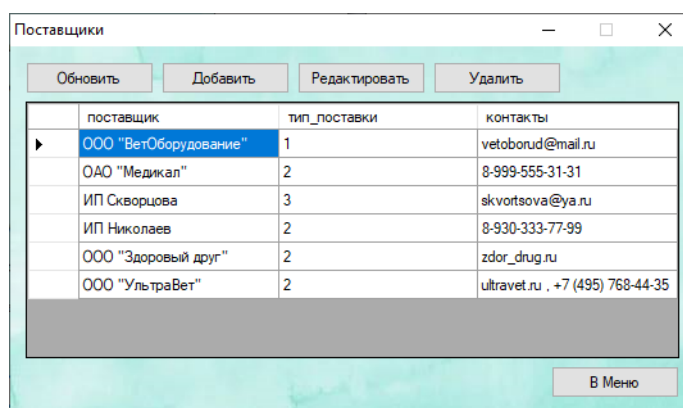 Поставщики
Обновить Добавить Редактировать Удалить
поставщик тип_поставки контакты
ООО "ВетОборудование" 1 vetoborud@mail.ru
ОАО "Медикал" 2 8-999-555-31-31
ИП Скворцова 3 skvortsova@ya.ru
ИП Николаев 2 8-930-333-77-99
ООО "Здоровый друг" 2 zdor_drug.ru
ООО "УльтраВет" 2 ultravet.ru , +7 (495) 768-44-35
В Меню